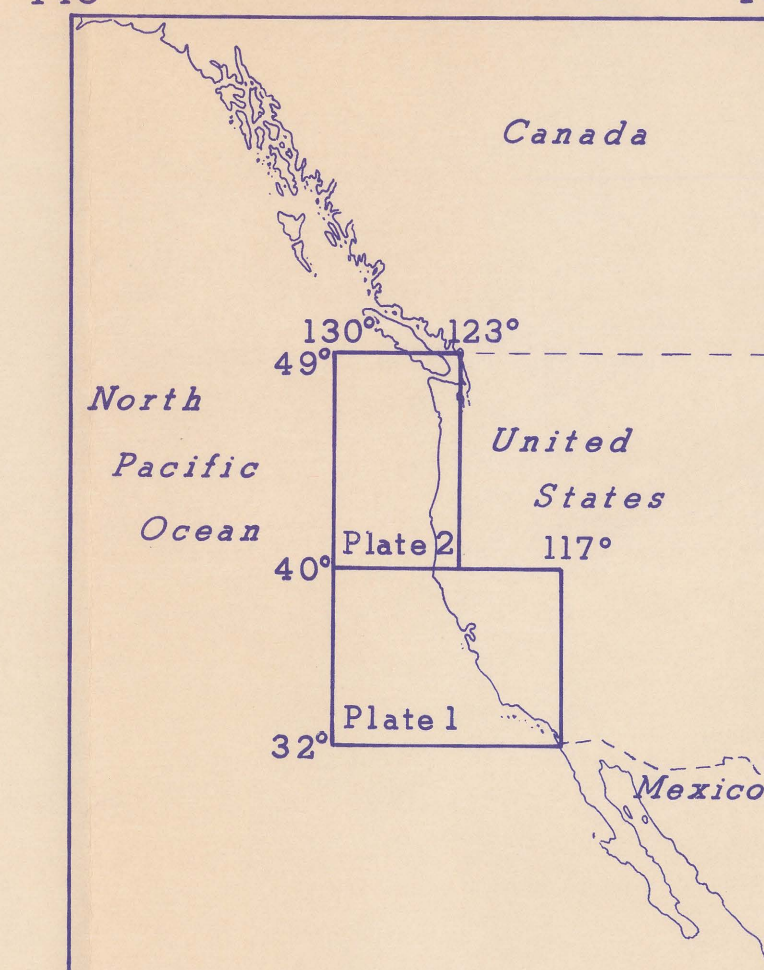 Canada
130° 123°
49°
North
Pacific
Ocean
United
States
117°
Plate 2
40°
Plate 1
32°
Mexico